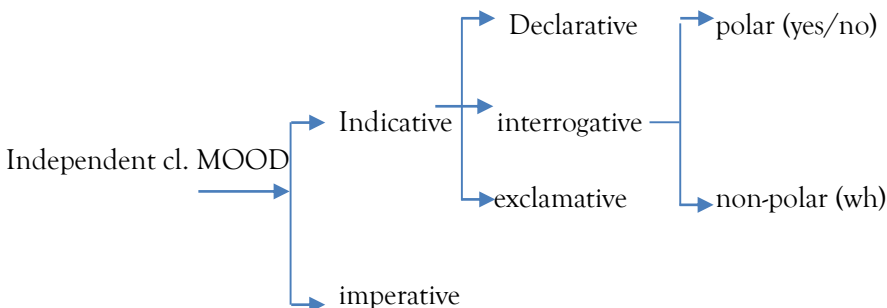 Declarative polar (yes/no)
Indicative interrogative
Independent cl. MOOD
exclamative non-polar (wh)
imperative